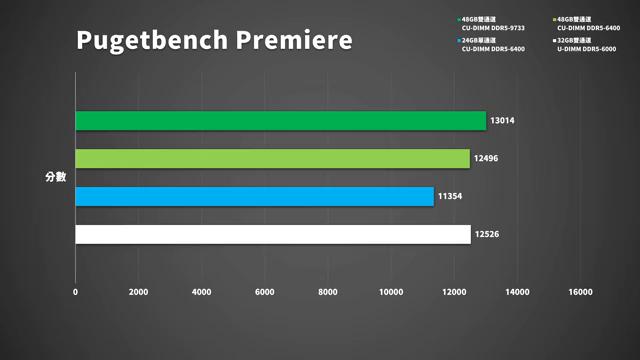 Pugetbench Premiere
48GB雙通道
CU-DIMM DDR5-9733
48GB雙通道
CU-DIMM DDR5-6400
24GB單通道
CU-DIMM DDR5-6400
32GB雙通道
U-DIMM DDR5-6000
13014
12496
分數
11354
12526
0 2000 4000 6000 8000 10000 12000 14000 16000